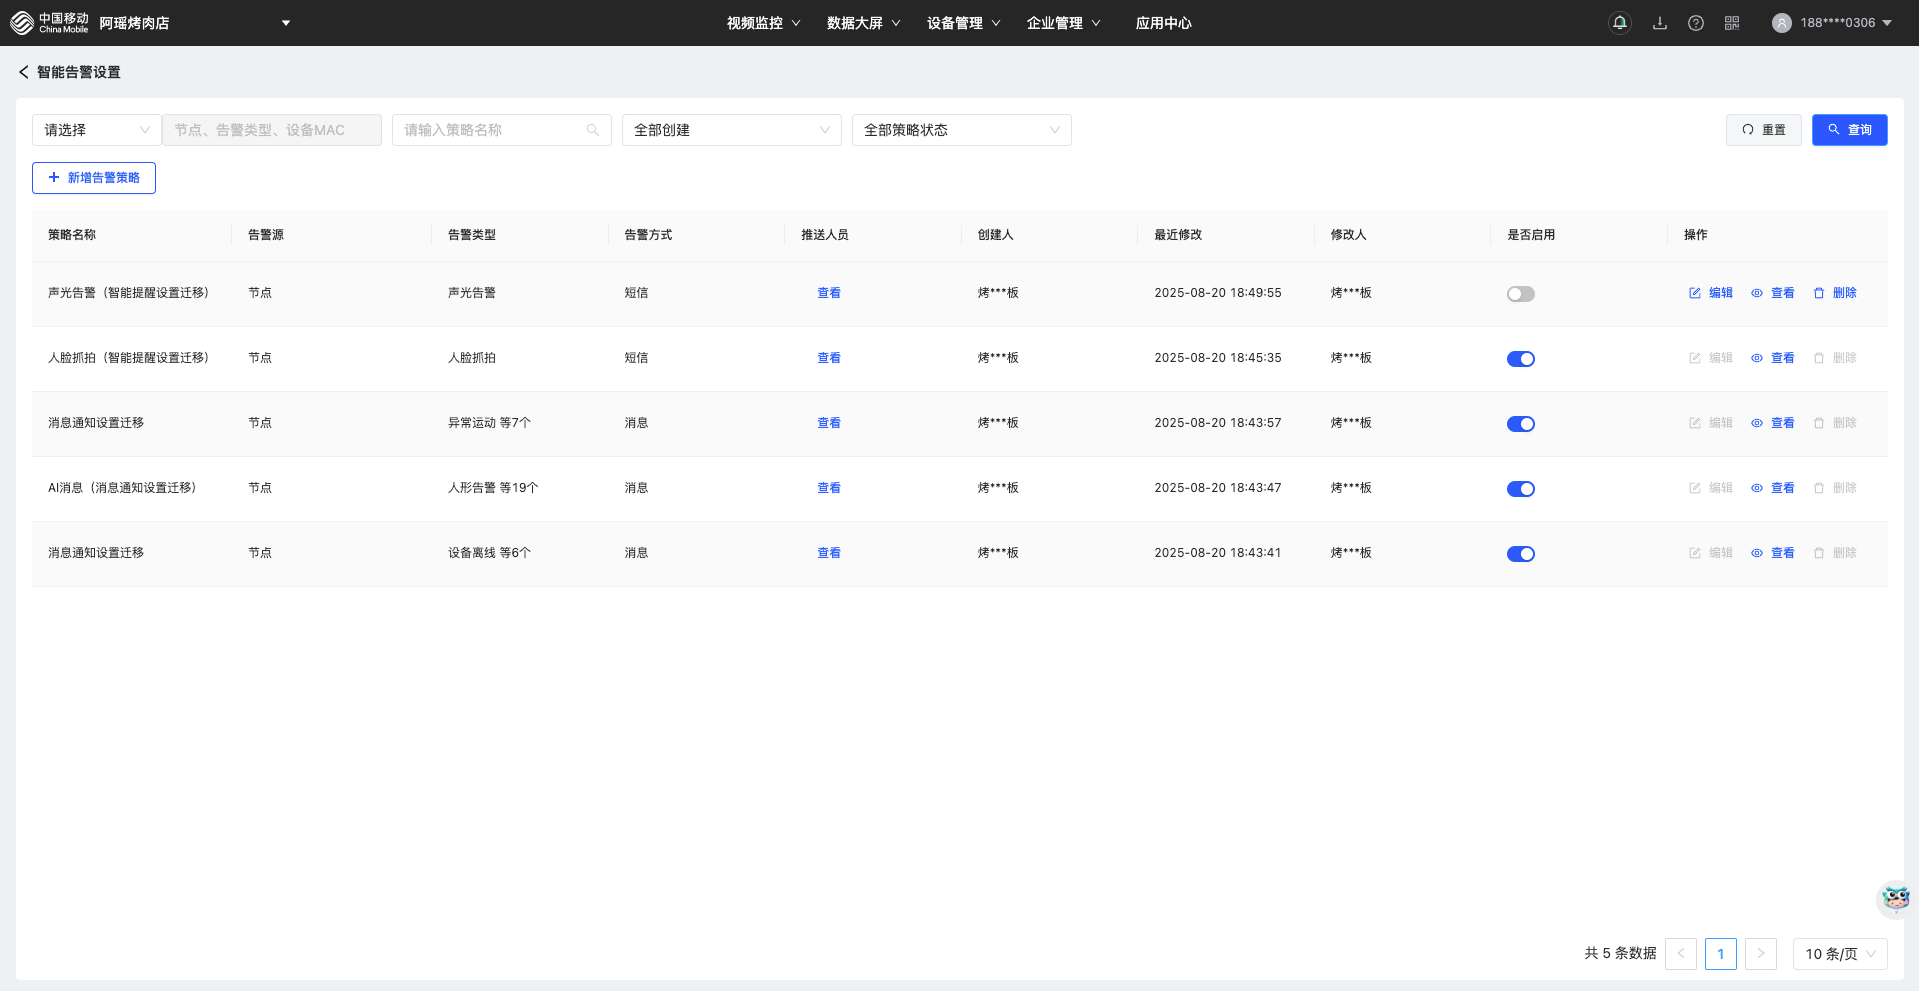 中国移动 China Mobile 阿瑶烤肉店 视频监控 数据大屏 设备管理 企业管理 应用中心 188****0306
智能告警设置
请选择 节点、告警类型、设备MAC 请输入策略名称 全部创建 全部策略状态 重置 查询
新增告警策略
策略名称 告警源 告警类型 告警方式 推送人员 创建人 最近修改 修改人 是否启用 操作
声光告警（智能提醒设置迁移） 节点 声光告警 短信 查看 烤***板 2025-08-20 18:49:55 烤***板 编辑 查看 删除
人脸抓拍（智能提醒设置迁移） 节点 人脸抓拍 短信 查看 烤***板 2025-08-20 18:45:35 烤***板 编辑 查看 删除
消息通知设置迁移 节点 异常运动 等7个 消息 查看 烤***板 2025-08-20 18:43:57 烤***板 编辑 查看 删除
AI消息（消息通知设置迁移） 节点 人形告警 等19个 消息 查看 烤***板 2025-08-20 18:43:47 烤***板 编辑 查看 删除
消息通知设置迁移 节点 设备离线 等6个 消息 查看 烤***板 2025-08-20 18:43:41 烤***板 编辑 查看 删除
共 5 条数据 1 10 条/页